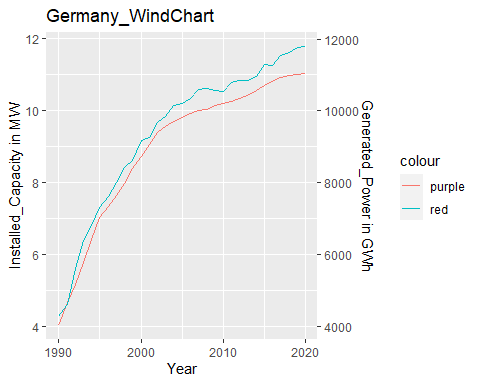 Germany_WindChart
12
10
8
6
4
Installed_Capacity in MW
12000
10000
8000
6000
4000
Generated_Power in GWh
1990
2000
2010
2020
Year
colour
purple
red